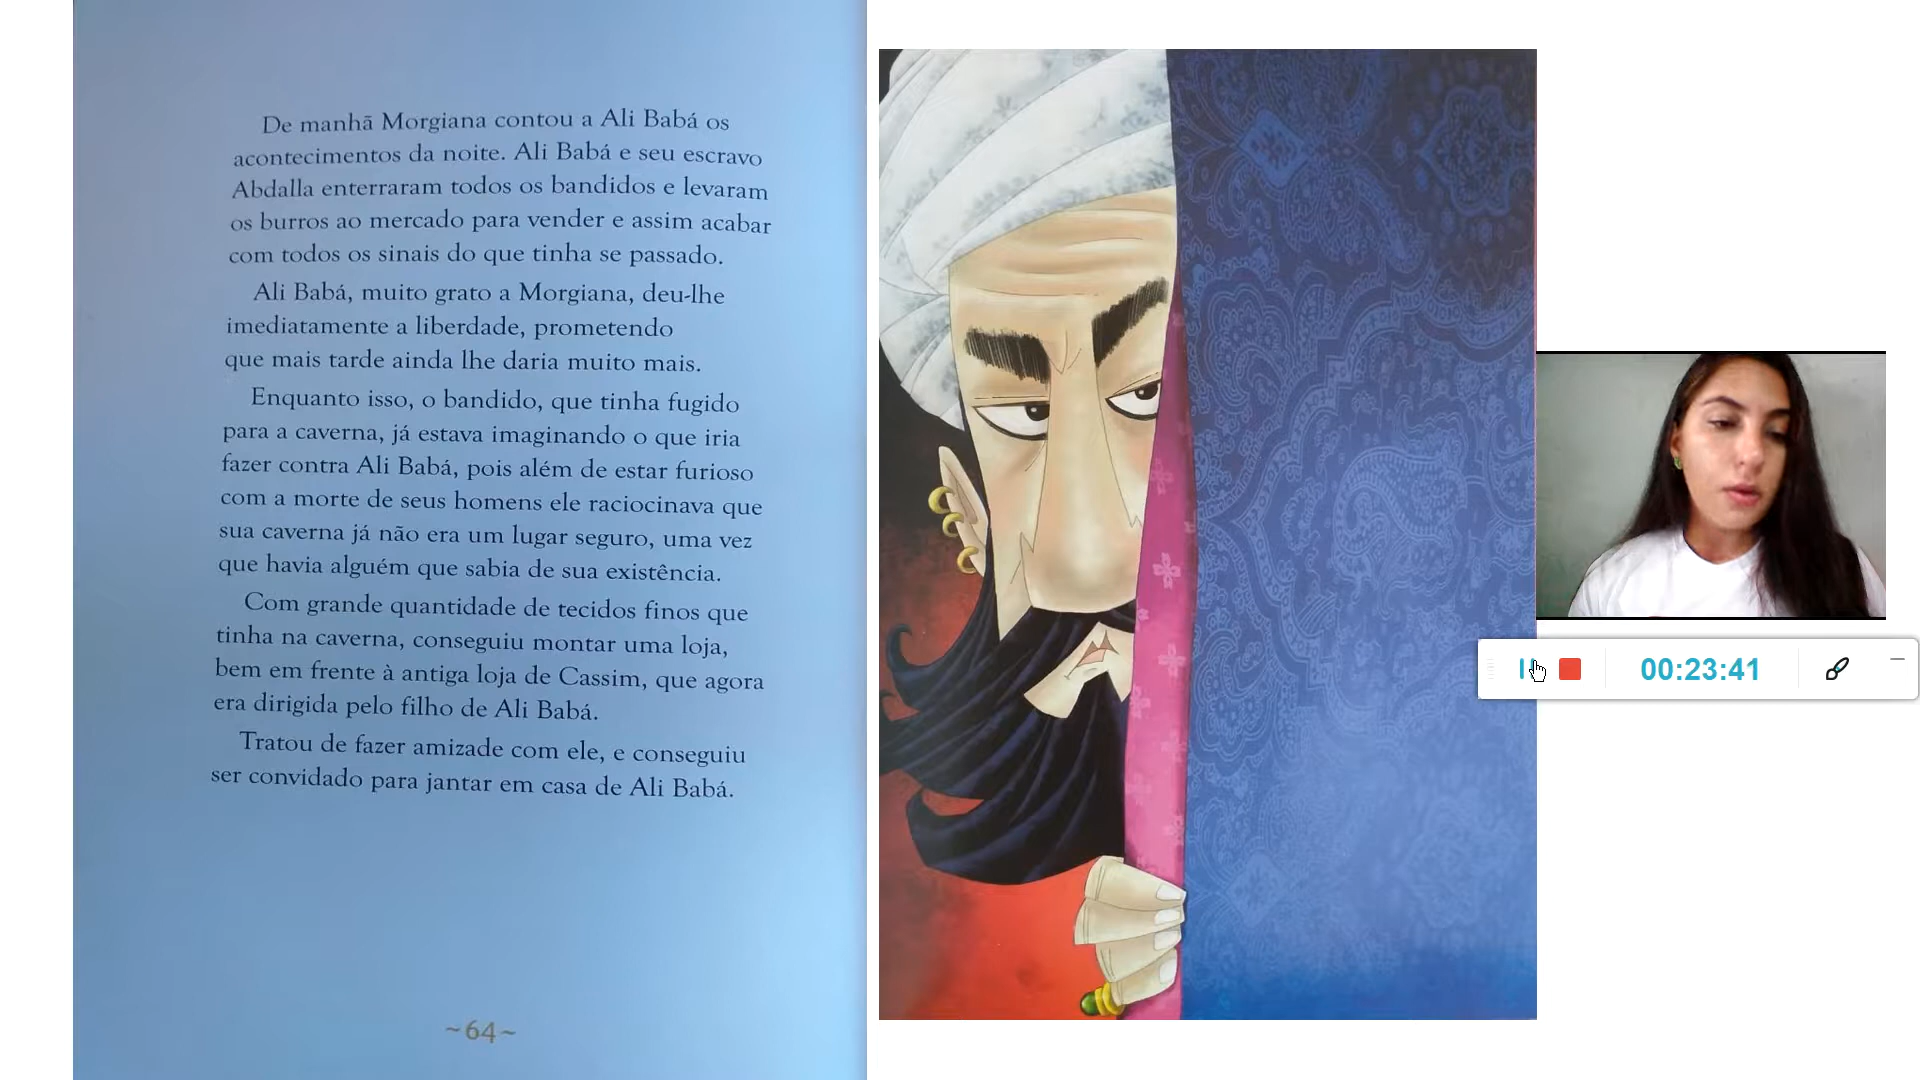 De manhã Morgiana contou a Ali Babá os
acontecimentos da noite. Ali Babá e seu escravo
Abdalla enterraram todos os bandidos e levaram
os burros ao mercado para vender e assim acabar
com todos os sinais do que tinha se passado.
Ali Babá, muito grato a Morgiana, deu-lhe
imediatamente a liberdade, prometendo
que mais tarde ainda lhe daria muito mais.
Enquanto isso, o bandido, que tinha fugido
para a caverna, já estava imaginando o que iria
fazer contra Ali Babá, pois além de estar furioso
com a morte de seus homens ele raciocinava que
sua caverna já não era um lugar seguro, uma vez
que havia alguém que sabia de sua existência.
Com grande quantidade de tecidos finos que
tinha na caverna, conseguiu montar uma loja,
bem em frente à antiga loja de Cassim, que agora
era dirigida pelo filho de Ali Babá.
Tratou de fazer amizade com ele, e conseguiu
ser convidado para jantar em casa de Ali Babá.
~64~
00:23:41